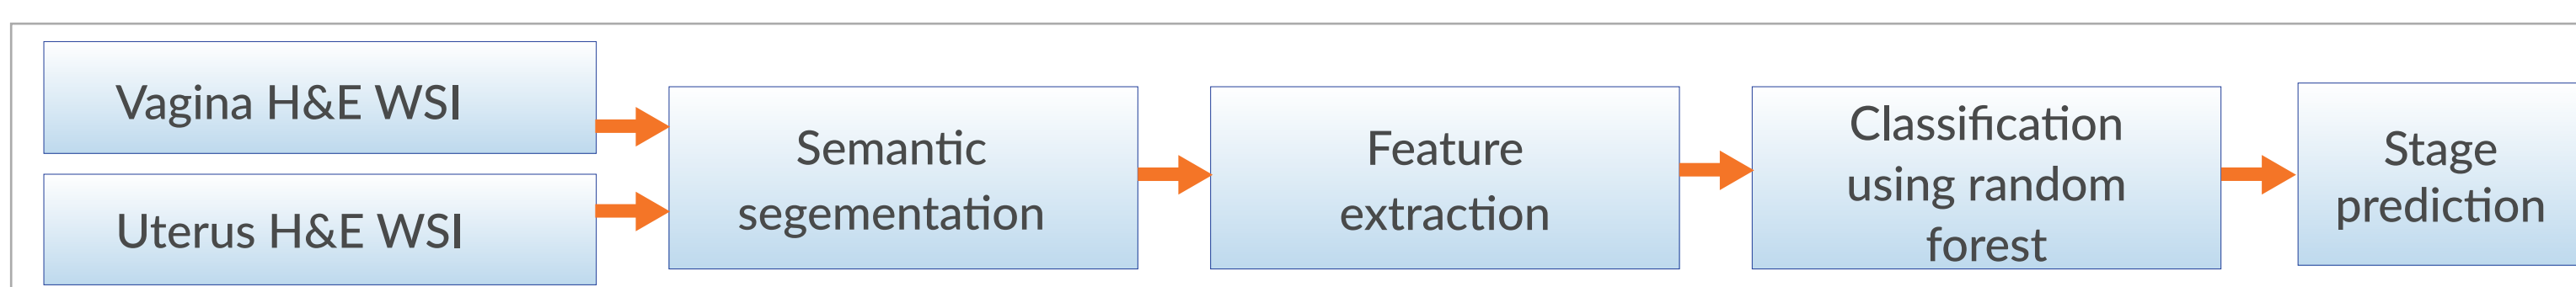 Vagina H&E WSI
Uterus H&E WSI
Semantic
segementation
Feature
extraction
Classification
using random
forest
Stage
prediction